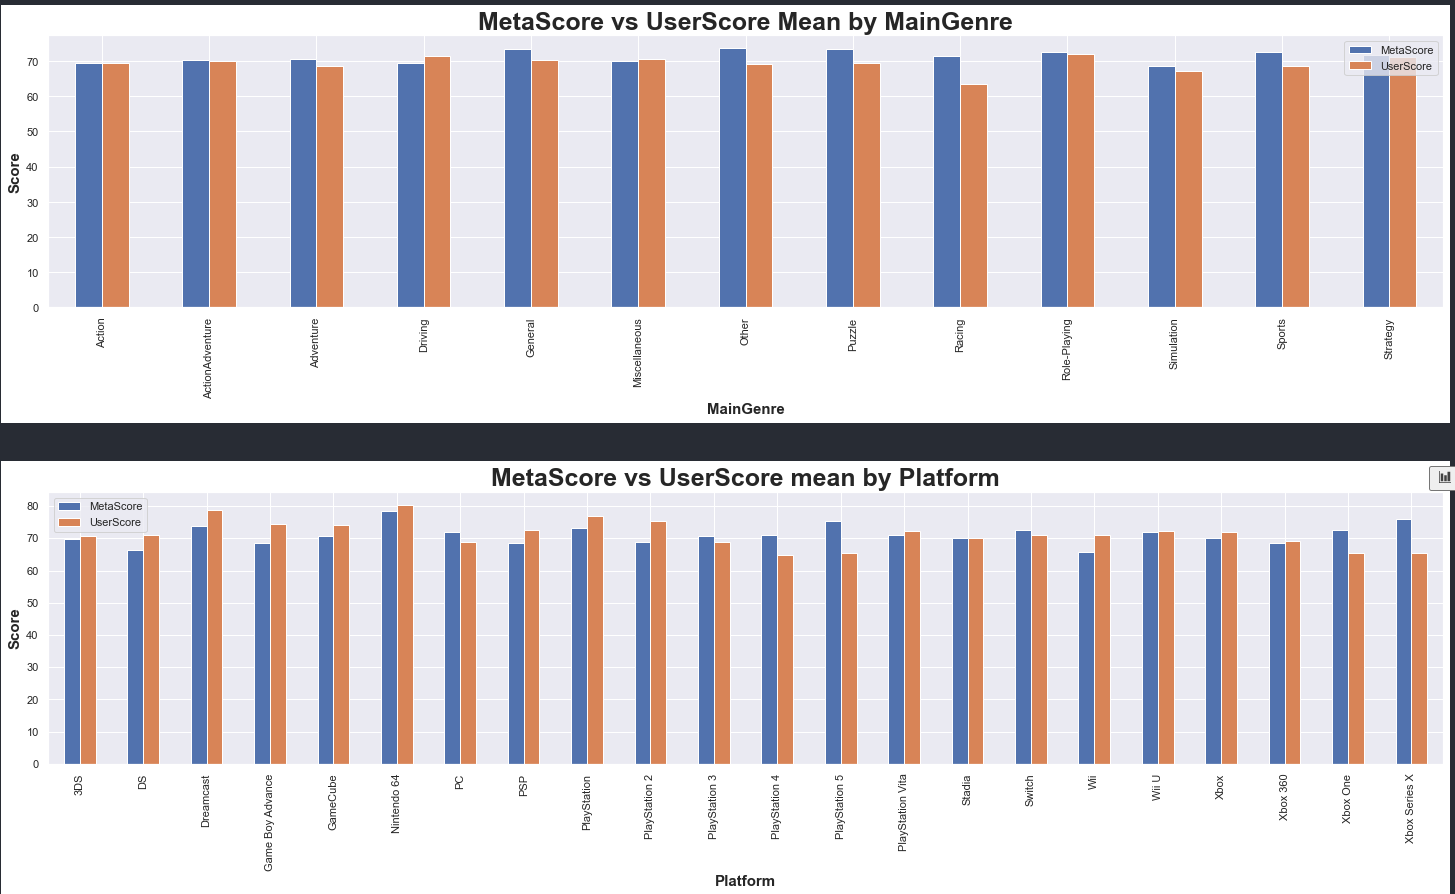 MetaScore vs UserScore Mean by MainGenre
MetaScore
UserScore
70
60
50
40
30
20
10
0
Score
Action
ActionAdventure
Adventure
Driving
General
Miscellaneous
Other
Puzzle
Racing
Role-Playing
Simulation
Sports
Strategy
MainGenre
MetaScore vs UserScore mean by Platform
MetaScore
UserScore
80
70
60
50
40
30
20
10
0
Score
3DS
DS
Dreamcast
Game Boy Advance
GameCube
Nintendo 64
PC
PSP
PlayStation
PlayStation 2
PlayStation 3
PlayStation 4
PlayStation 5
PlayStation Vita
Stadia
Switch
Wii
Wii U
Xbox
Xbox 360
Xbox One
Xbox Series X
Platform